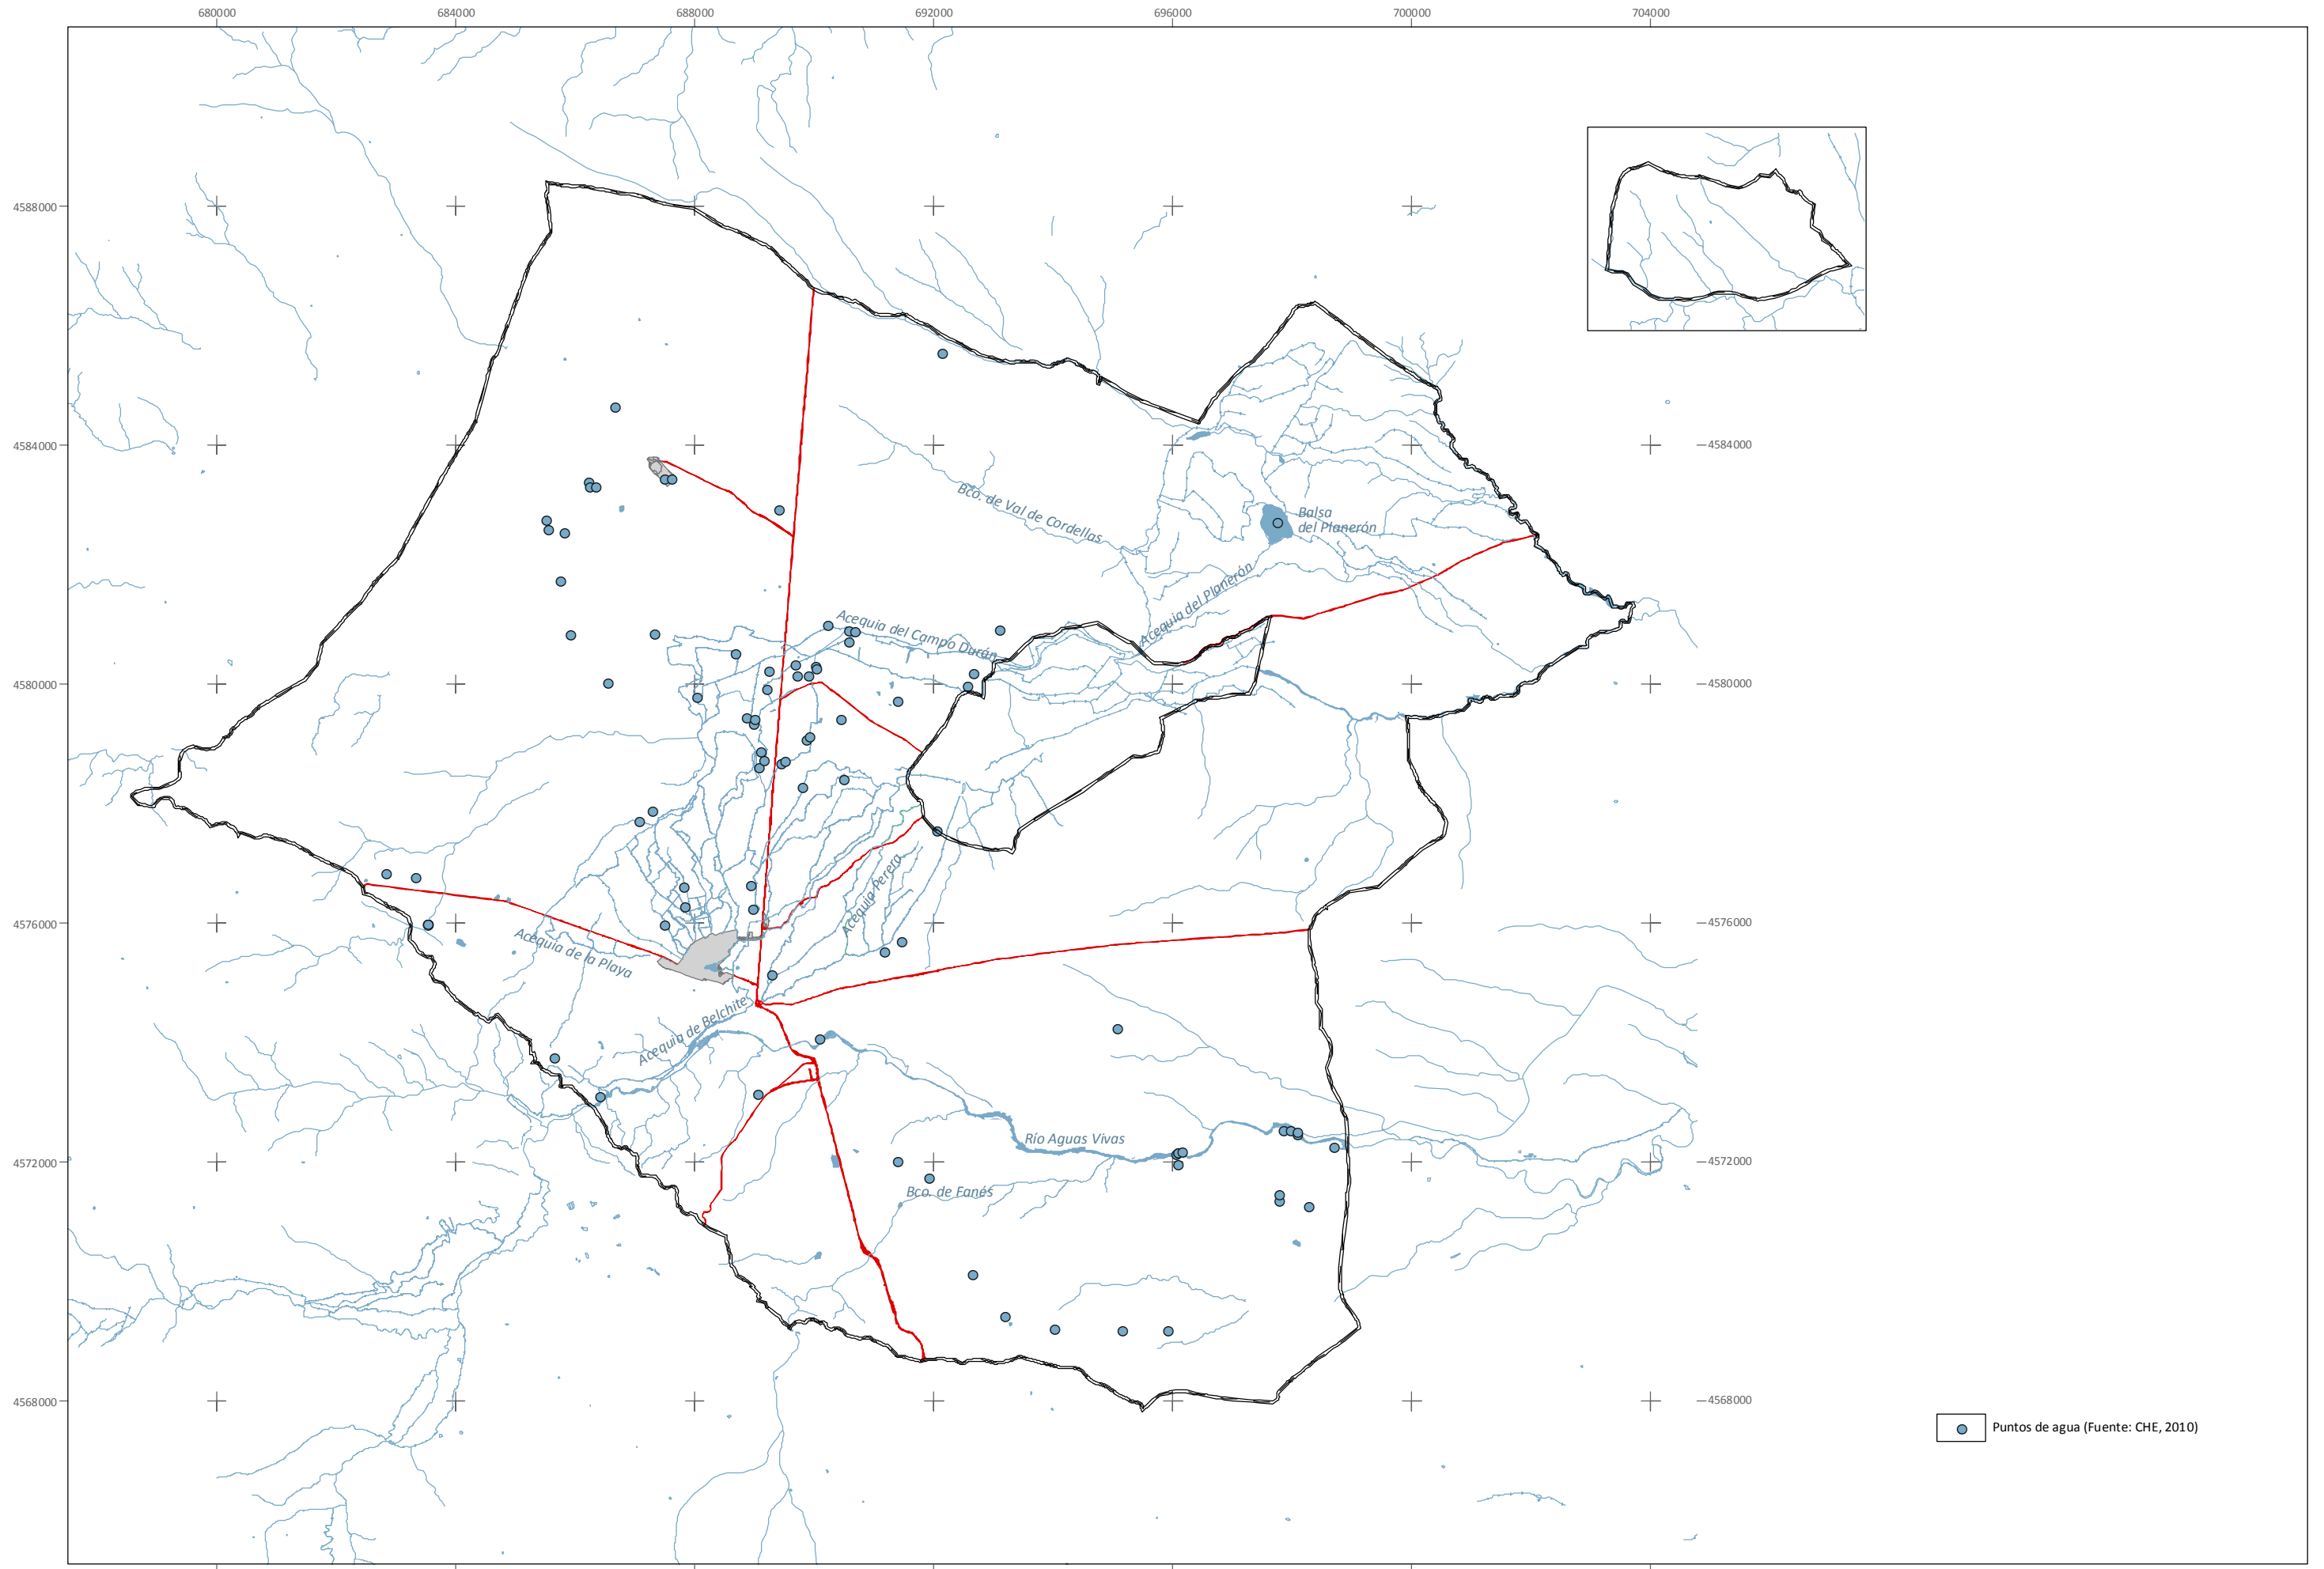 680000 684000 688000 692000 696000 700000 704000
4588000
4584000 4584000
Bco. de Val de Cordellas
Balsa
del Planerón
Acequia del Planerón
Acequia del Campo Durán
4580000 4580000
Acequia Perera
4576000 4576000
Acequia de la Playa
Acequia de Belchite
Río Aguas Vivas
4572000 4572000
Bco. de Fanés
4568000 4568000
Puntos de agua (Fuente: CHE, 2010)